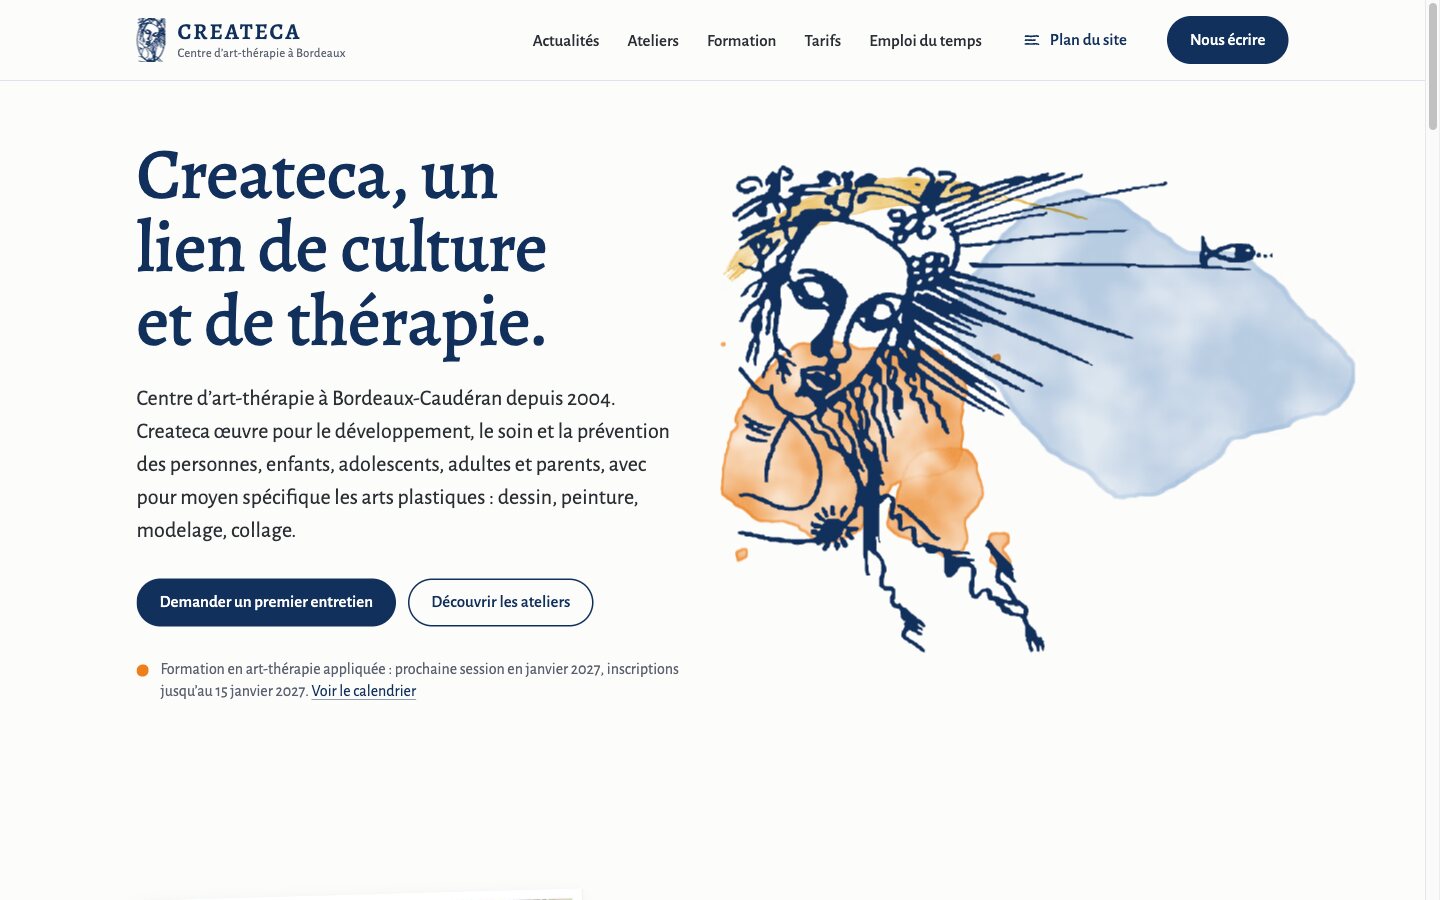 CREATECA
Centre d’art-thérapie à Bordeaux
Actualités
Ateliers
Formation
Tarifs
Emploi du temps
Plan du site
Nous écrire
Createca, un
lien de culture
et de thérapie.
Centre d’art-thérapie à Bordeaux-Caudéran depuis 2004.
Createca œuvre pour le développement, le soin et la prévention
des personnes, enfants, adolescents, adultes et parents, avec
pour moyen spécifique les arts plastiques : dessin, peinture,
modelage, collage.
Demander un premier entretien
Découvrir les ateliers
Formation en art-thérapie appliquée : prochaine session en janvier 2027, inscriptions
jusqu’au 15 janvier 2027. Voir le calendrier